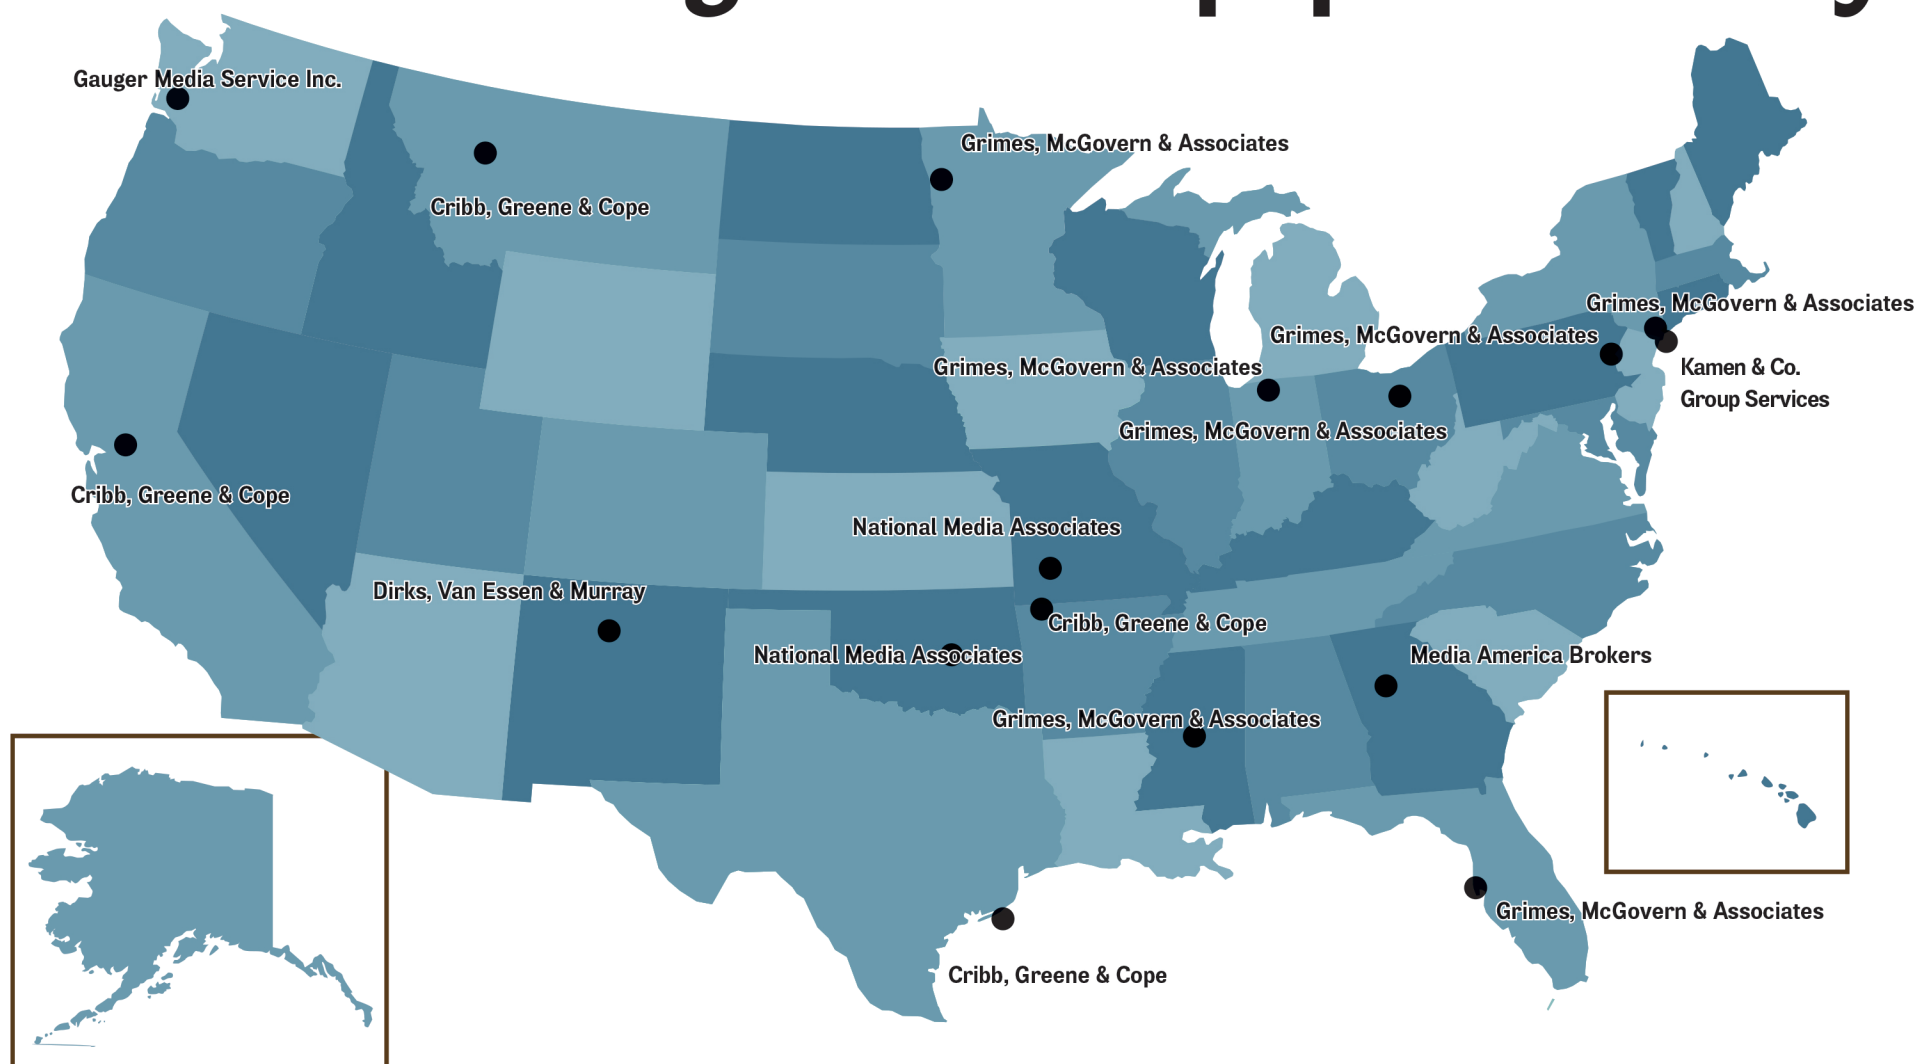 Gauger Media Service Inc.
Grimes, McGovern & Associates
Cribb, Greene & Cope
Grimes, McGovern & Associates
Grimes, McGovern & Associates
Grimes, McGovern & Associates
Kamen & Co.
Group Services
Grimes, McGovern & Associates
Cribb, Greene & Cope
National Media Associates
Dirks, Van Essen & Murray
Cribb, Greene & Cope
National Media Associates
Media America Brokers
Grimes, McGovern & Associates
Grimes, McGovern & Associates
Cribb, Greene & Cope